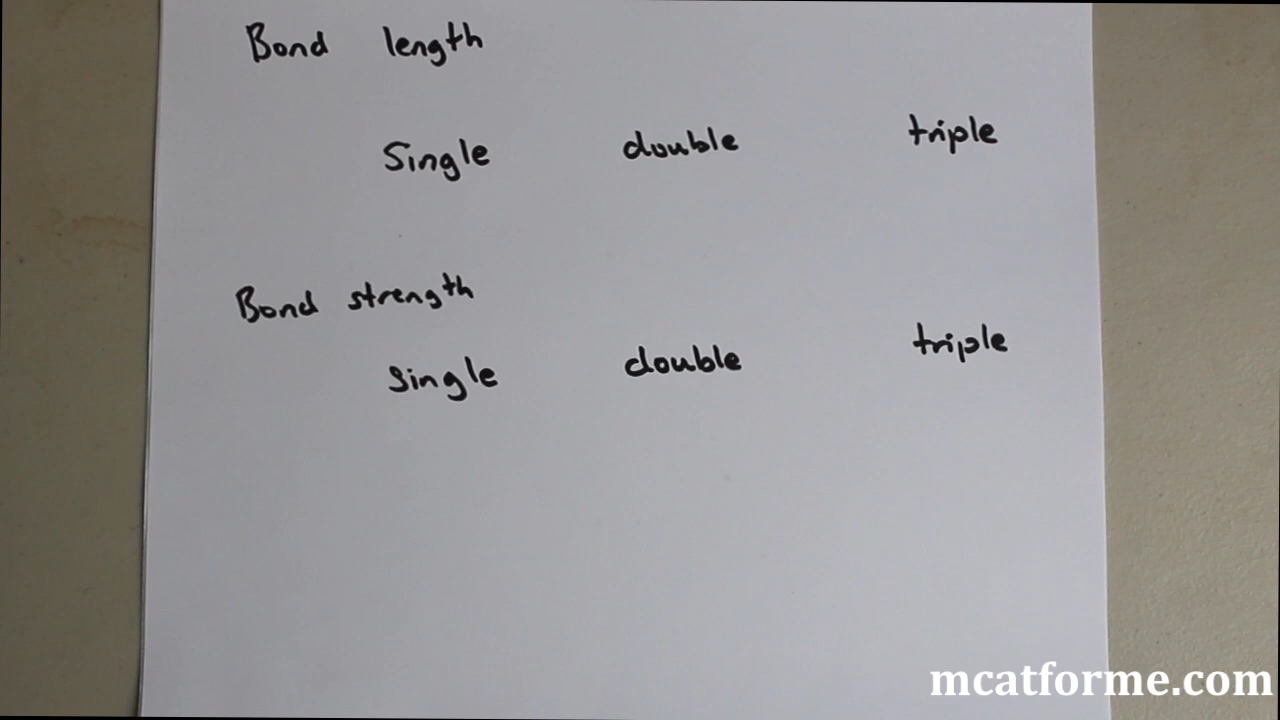 Bond length
Single double triple
Bond strength
single double triple
mcatforme.com